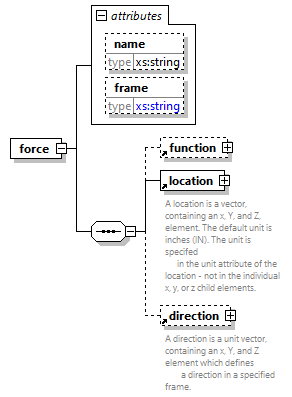 attributes
name
type xs:string
frame
type xs:string
force
function
location
A location is a vector,
containing an x, Y, and Z,
element. The default unit is
inches (IN). The unit is
specifed
in the unit attribute of the
location - not in the individual
x, y, or z child elements.
direction
A direction is a unit vector,
containing an x, Y, and Z
element which defines
a direction in a specified
frame.